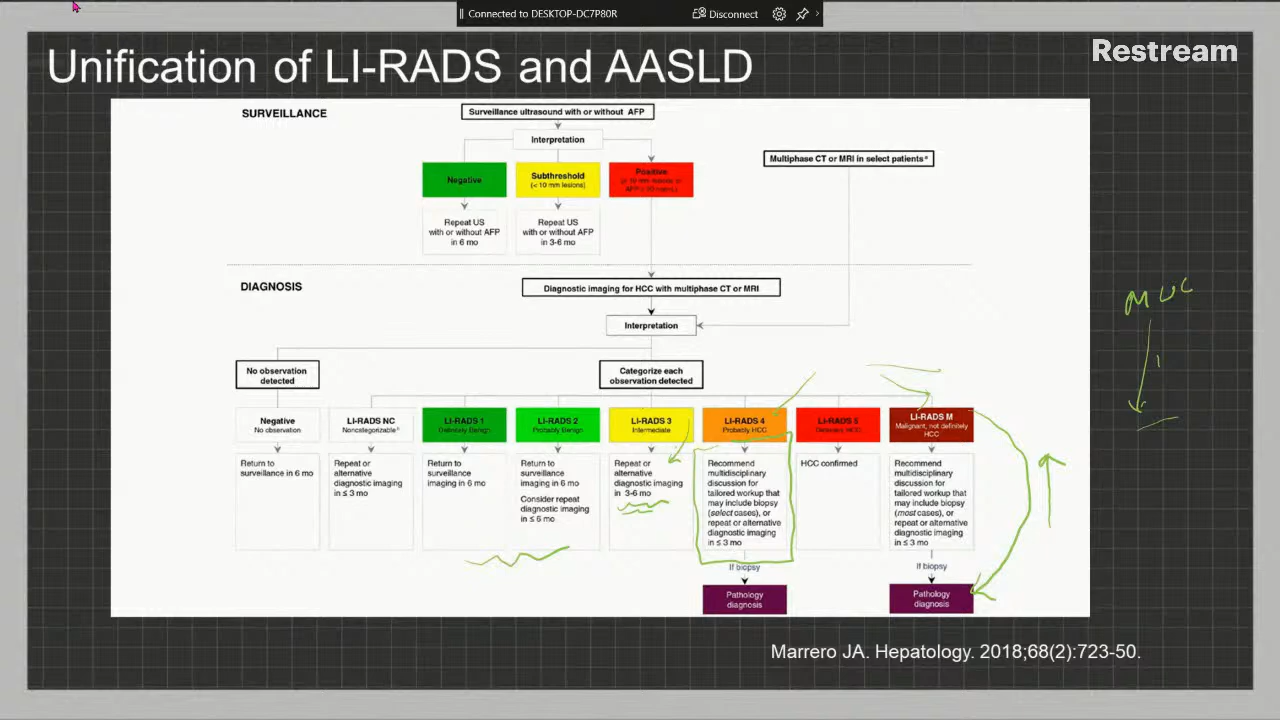 Connected to DESKTOP-DC7P80R
Disconnect
Restream
Unification of LI-RADS and AASLD
SURVEILLANCE
Surveillance ultrasound with or without AFP
Interpretation
Multiphase CT or MRI in select patients
Negative
Subthreshold
(< 10 mm lesions)
Positive
Repeat US
with or without AFP
in 6 mo
Repeat US
with or without AFP
in 3-6 mo
DIAGNOSIS
Diagnostic imaging for HCC with multiphase CT or MRI
Interpretation
No observation
detected
Categorize each
observation detected
Negative
No observation
LI-RADS NC
Noncategorizable
LI-RADS 1
Definitely Benign
LI-RADS 2
Probably Benign
LI-RADS 3
Intermediate
LI-RADS 4
Probably HCC
LI-RADS 5
Definitely HCC
LI-RADS M
Malignant, not definitely
HCC
Return to
surveillance in 6 mo
Repeat or
alternative
diagnostic imaging
in ≤ 3 mo
Return to
surveillance
imaging in 6 mo
Return to
surveillance
imaging in 6 mo
Consider repeat
diagnostic imaging
in ≤ 6 mo
Repeat or
alternative
diagnostic imaging
in 3-6 mo
Recommend
multidisciplinary
discussion for
tailored workup that
may include biopsy
(select cases), or
repeat or alternative
diagnostic imaging
in ≤ 3 mo
HCC confirmed
Recommend
multidisciplinary
discussion for
tailored workup that
may include biopsy
(most cases), or
repeat or alternative
diagnostic imaging
in ≤ 3 mo
If biopsy
If biopsy
Pathology
diagnosis
Pathology
diagnosis
Marrero JA. Hepatology. 2018;68(2):723-50.